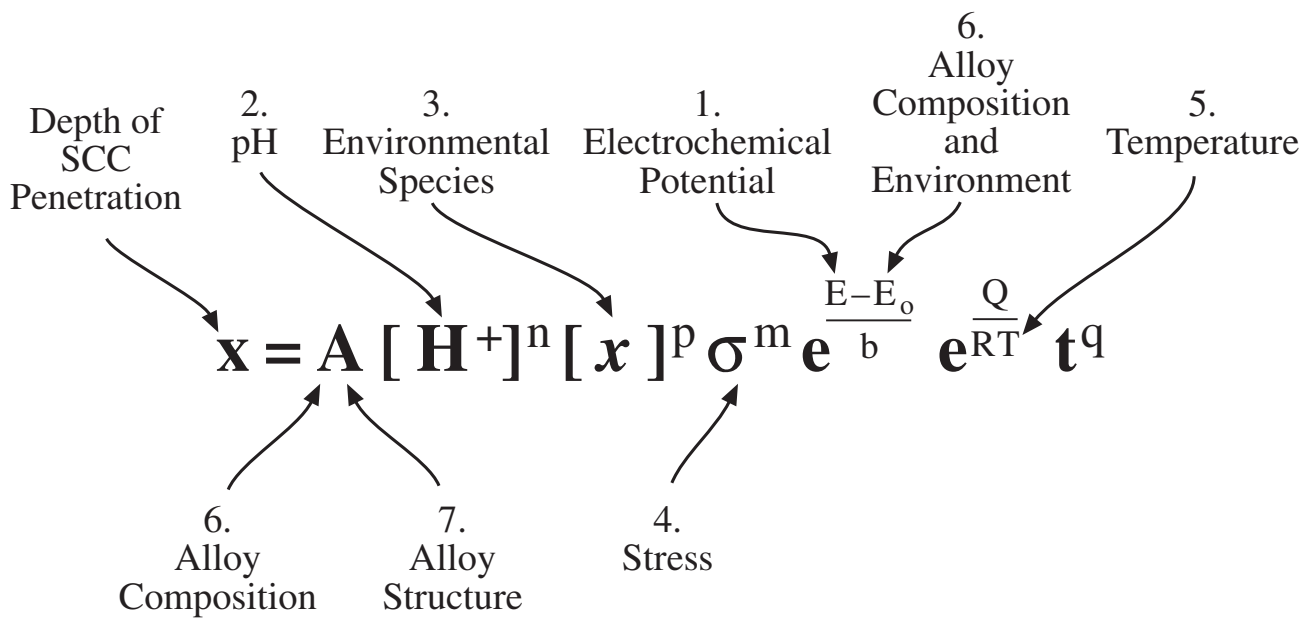 6.
Alloy
Composition
and
Environment
Depth of
SCC
Penetration
2.
pH
3.
Environmental
Species
1.
Electrochemical
Potential
5.
Temperature
x = A [ H⁺]ⁿ [ x ]ᵖ σᵐ e^{(E–Eₒ)/b} e^{Q/RT} t^q
6.
Alloy
Composition
7.
Alloy
Structure
4.
Stress